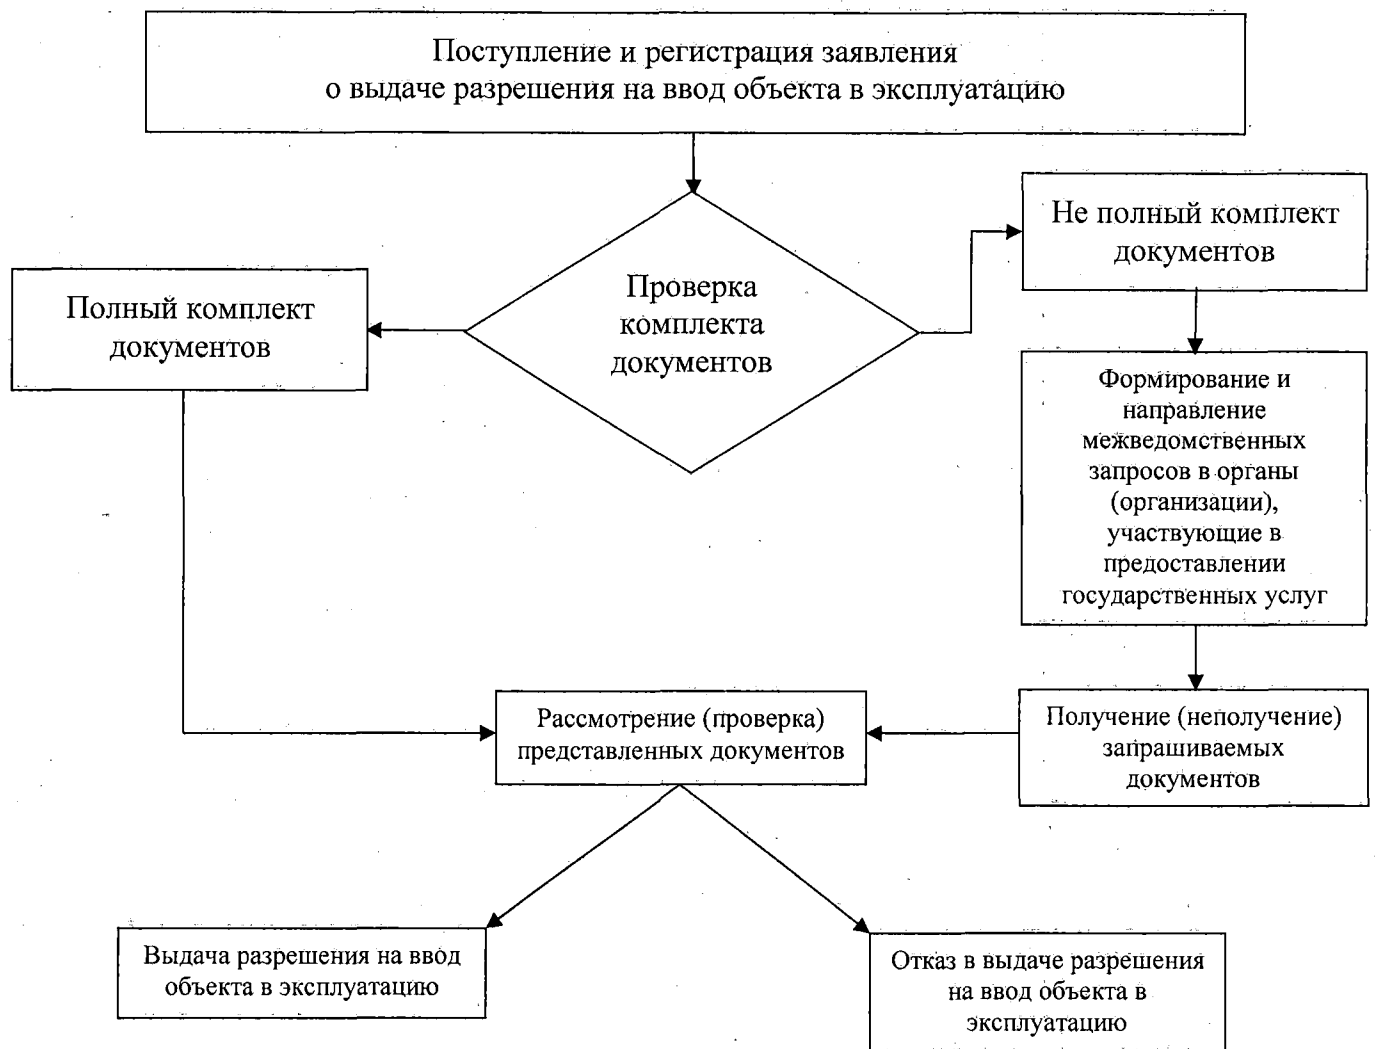 Поступление и регистрация заявления
о выдаче разрешения на ввод объекта в эксплуатацию
Не полный комплект
документов
Полный комплект
документов
Проверка
комплекта
документов
Формирование и
направление
межведомственных
запросов в органы
(организации),
участвующие в
предоставлении
государственных услуг
Рассмотрение (проверка)
представленных документов
Получение (неполучение)
запрашиваемых
документов
Выдача разрешения на ввод
объекта в эксплуатацию
Отказ в выдаче разрешения
на ввод объекта в
эксплуатацию